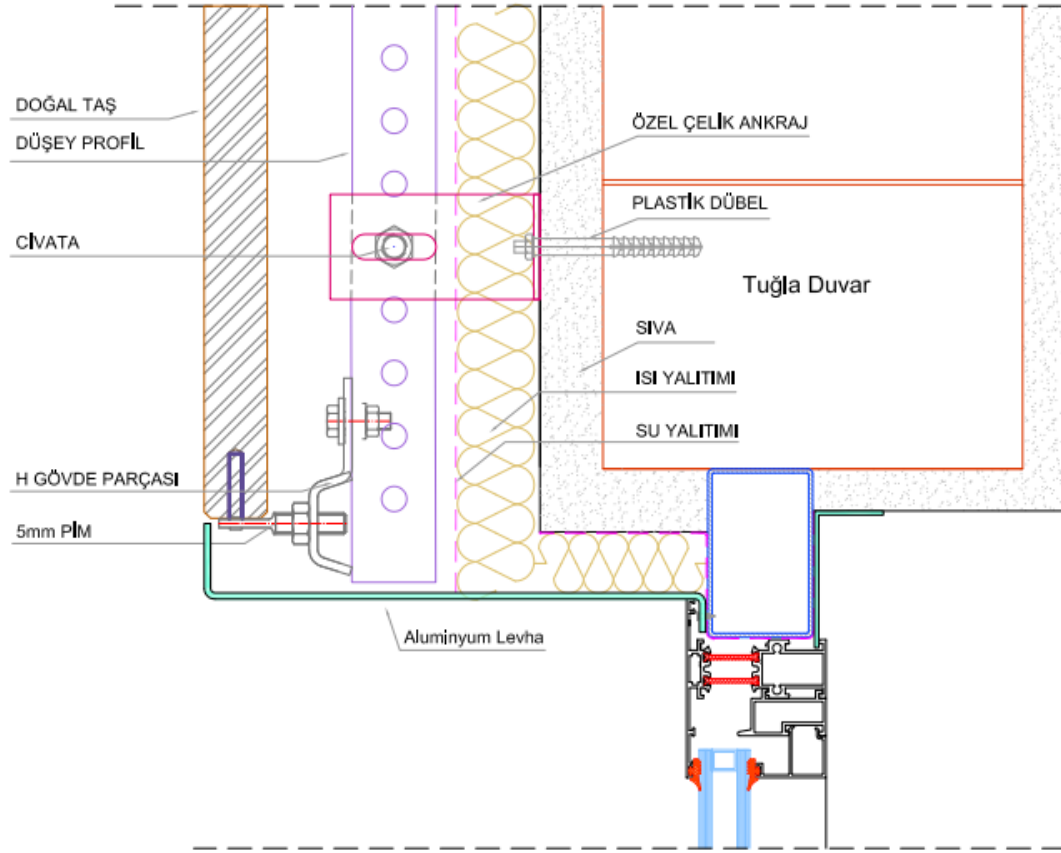 DOĞAL TAŞ
DÜŞEY PROFİL
CİVATA
H GÖVDE PARÇASI
5mm PİM
Aluminyum Levha
ÖZEL ÇELİK ANKRAJ
PLASTİK DÜBEL
Tuğla Duvar
SIVA
ISI YALITIMI
SU YALITIMI